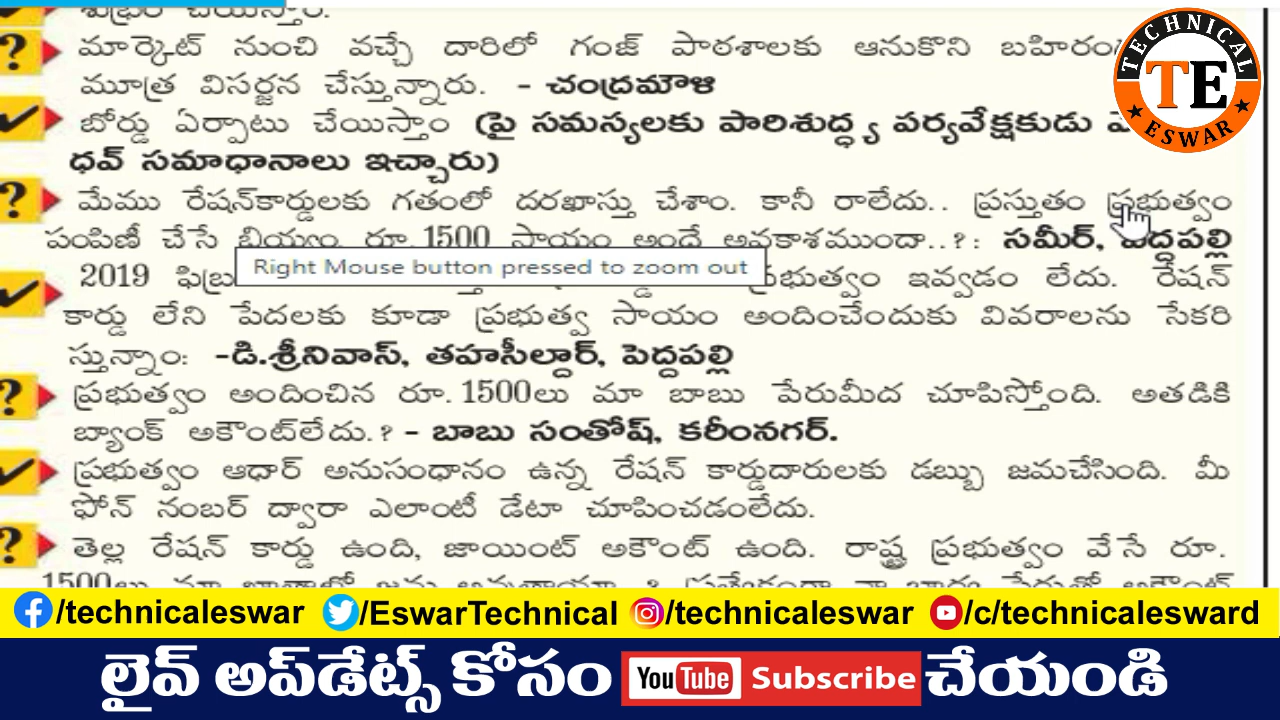 శుభ్రం చేయిస్తాం.
మార్కెట్ నుంచి వచ్చే దారిలో గంజ్ పాఠశాలకు ఆనుకొని
మూత్ర విసర్జన చేస్తున్నారు. - చంద్రమౌళి
బోర్డు ఏర్పాటు చేయిస్తాం (పై సమస్యలకు పారిశుద్ధ్య పర్యవేక్షకుడు
ధవ్ సమాధానాలు ఇచ్చారు)
మేము రేషన్‌కార్డులకు గతంలో దరఖాస్తు చేశాం. కానీ రాలేదు.. ప్రస్తుతం ప్రభుత్వం
పంపిణీ చేసే బియ్యం, రూ.1500 సాయం అందే అవకాశముందా..?: సమీర్, పెద్దపల్లి
Right Mouse button pressed to zoom out
2019 ప్రభుత్వం ఇవ్వడం లేదు. రేషన్
కార్డు లేని పేదలకు కూడా ప్రభుత్వ సాయం అందించేందుకు వివరాలను సేకరి
స్తున్నాం: -డి.శ్రీనివాస్, తహసీల్దార్, పెద్దపల్లి
ప్రభుత్వం అందించిన రూ.1500లు మా బాబు పేరుమీద చూపిస్తోంది. అతడికి
బ్యాంక్ అకౌంట్‌లేదు.? - బాబు సంతోష్, కరీంనగర్.
ప్రభుత్వం ఆధార్ అనుసంధానం ఉన్న రేషన్ కార్డుదారులకు డబ్బు జమచేసింది. మీ
ఫోన్ నంబర్ ద్వారా ఎలాంటి డేటా చూపించడంలేదు.
తెల్ల రేషన్ కార్డు ఉంది, జాయింట్ అకౌంట్ ఉంది. రాష్ట్ర ప్రభుత్వం వేసే రూ.
1500లు మా
TECHNICAL
TE
ESWAR
/technicaleswar /EswarTechnical /technicaleswar /c/technicalesward
లైవ్ అప్‌డేట్స్ కోసం YouTube Subscribe చేయండి